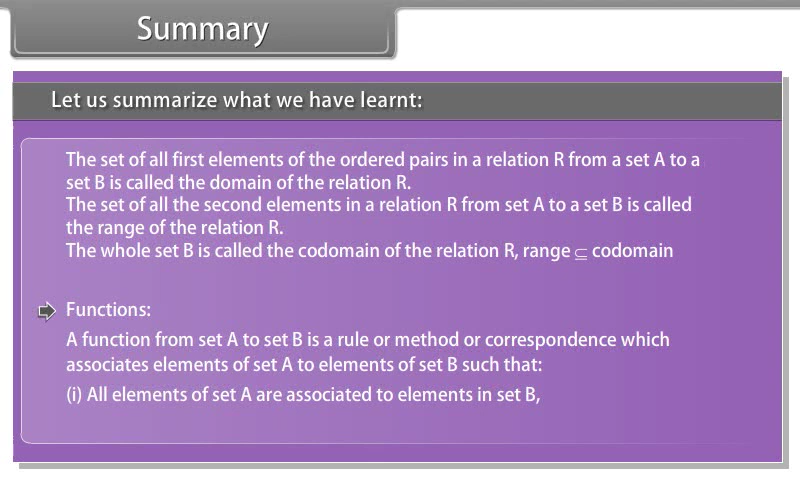 Summary
Let us summarize what we have learnt:
The set of all first elements of the ordered pairs in a relation R from a set A to a
set B is called the domain of the relation R.
The set of all the second elements in a relation R from set A to a set B is called
the range of the relation R.
The whole set B is called the codomain of the relation R, range ⊆ codomain
Functions:
A function from set A to set B is a rule or method or correspondence which
associates elements of set A to elements of set B such that:
(i) All elements of set A are associated to elements in set B,